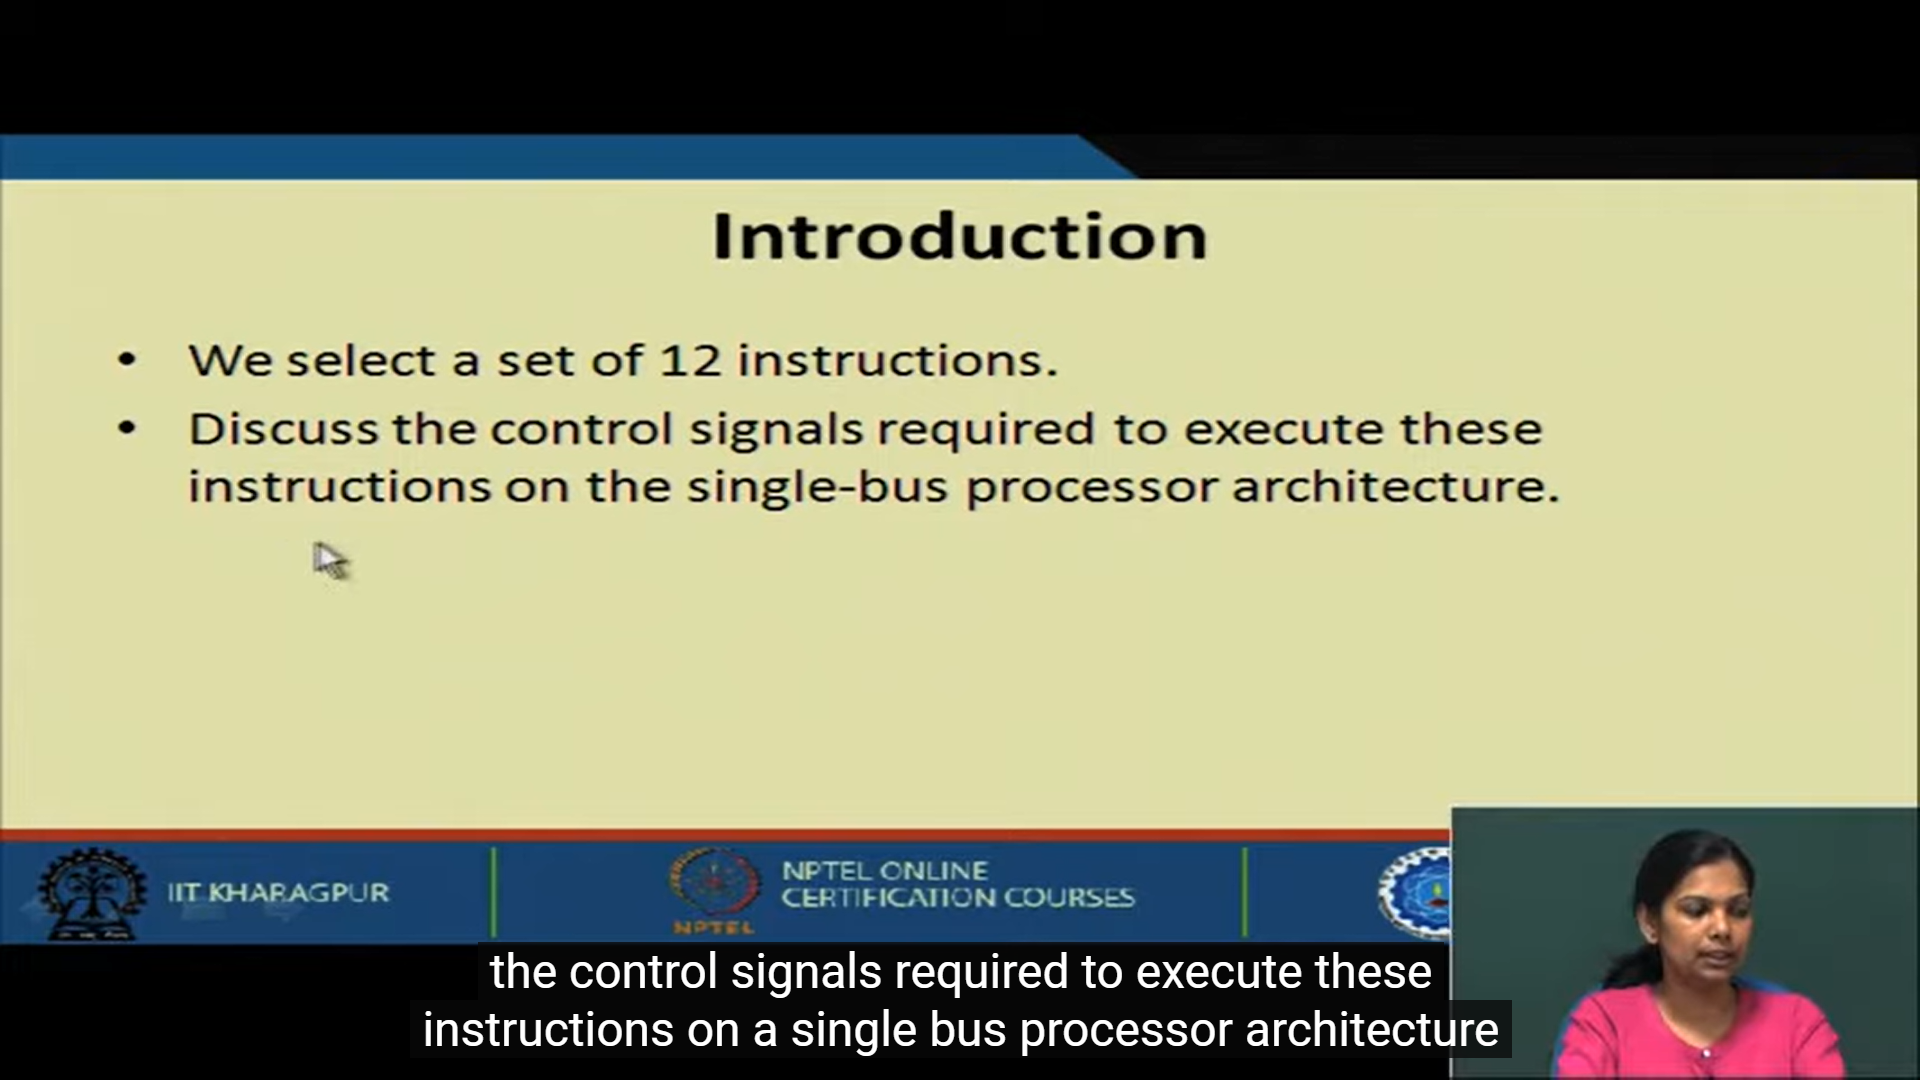 Introduction
• We select a set of 12 instructions.
• Discuss the control signals required to execute these
instructions on the single-bus processor architecture.
IIT KHARAGPUR
NPTEL
NPTEL ONLINE
CERTIFICATION COURSES
the control signals required to execute these
instructions on a single bus processor architecture